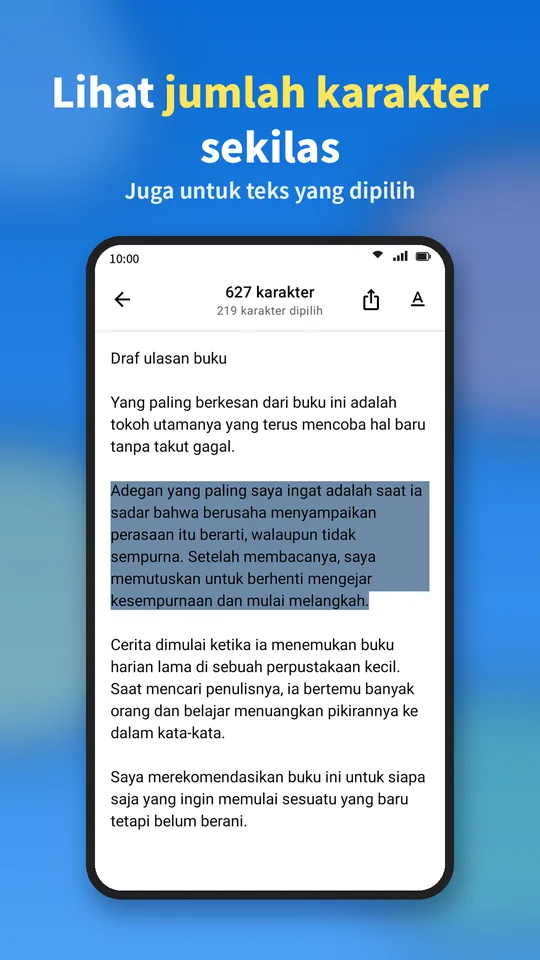 Lihat jumlah karakter
sekilas
Juga untuk teks yang dipilih
10:00
627 karakter
219 karakter dipilih
A
Draf ulasan buku
Yang paling berkesan dari buku ini adalah
tokoh utamanya yang terus mencoba hal baru
tanpa takut gagal.
Adegan yang paling saya ingat adalah saat ia
sadar bahwa berusaha menyampaikan
perasaan itu berarti, walaupun tidak
sempurna. Setelah membacanya, saya
memutuskan untuk berhenti mengejar
kesempurnaan dan mulai melangkah.
Cerita dimulai ketika ia menemukan buku
harian lama di sebuah perpustakaan kecil.
Saat mencari penulisnya, ia bertemu banyak
orang dan belajar menuangkan pikirannya ke
dalam kata-kata.
Saya merekomendasikan buku ini untuk siapa
saja yang ingin memulai sesuatu yang baru
tetapi belum berani.